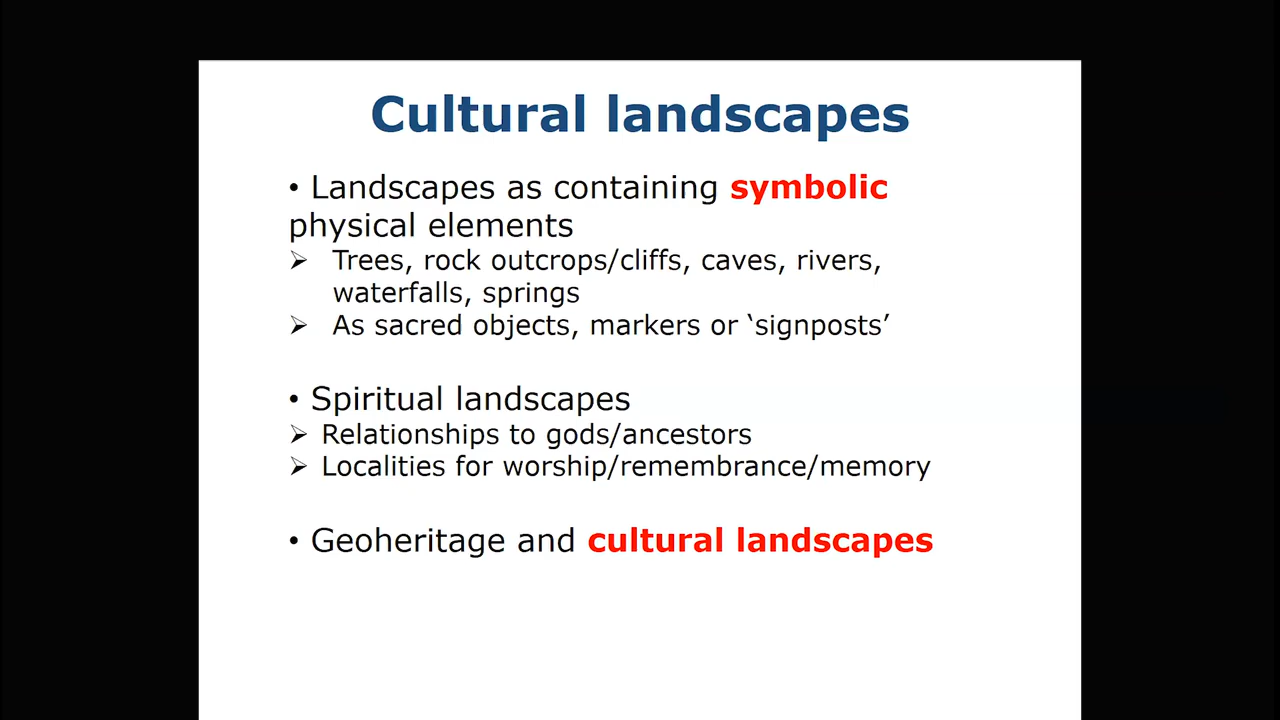 Cultural landscapes
• Landscapes as containing symbolic
physical elements
➢ Trees, rock outcrops/cliffs, caves, rivers,
waterfalls, springs
➢ As sacred objects, markers or ‘signposts’
• Spiritual landscapes
➢ Relationships to gods/ancestors
➢ Localities for worship/remembrance/memory
• Geoheritage and cultural landscapes